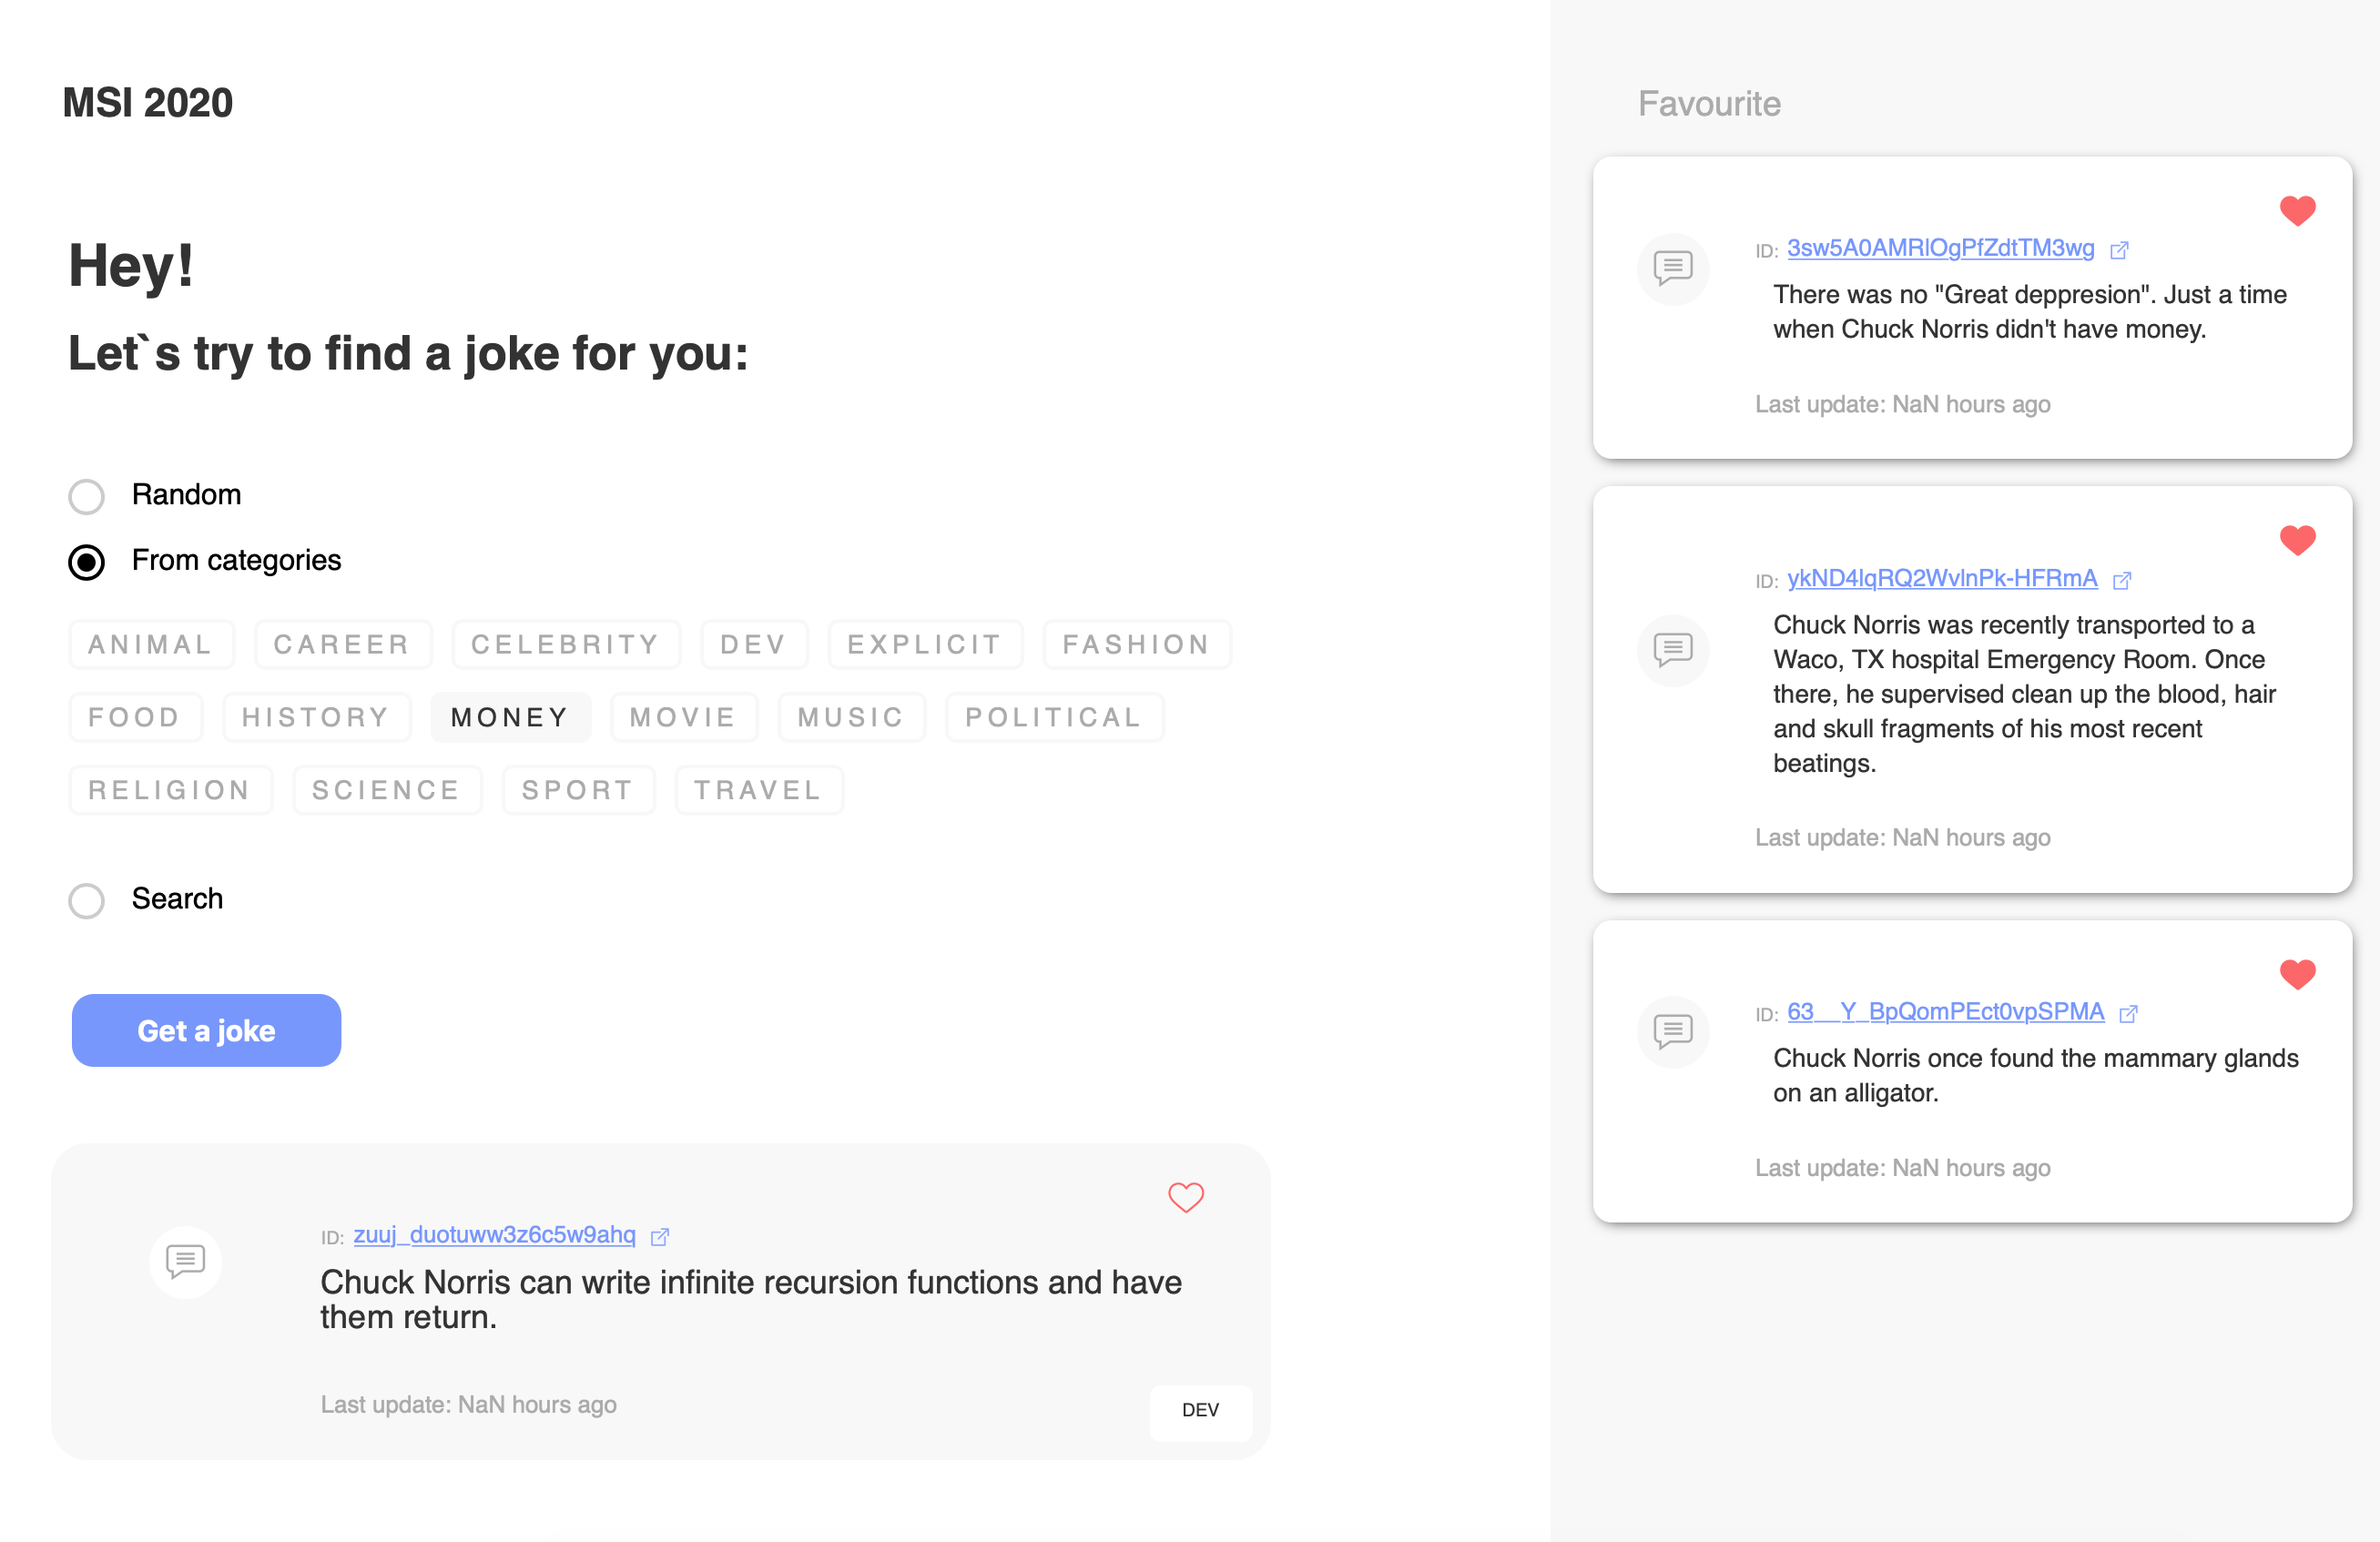 MSI 2020
Hey!
Let`s try to find a joke for you:
Random
From categories
ANIMAL CAREER CELEBRITY DEV EXPLICIT FASHION
FOOD HISTORY MONEY MOVIE MUSIC POLITICAL
RELIGION SCIENCE SPORT TRAVEL
Search
Get a joke
ID: zuuj_duotuww3z6c5w9ahq
Chuck Norris can write infinite recursion functions and have
them return.
Last update: NaN hours ago
DEV
Favourite
ID: 3sw5A0AMRlOgPfZdtTM3wg
There was no "Great deppresion". Just a time
when Chuck Norris didn't have money.
Last update: NaN hours ago
ID: ykND4lqRQ2WvlnPk-HFRmA
Chuck Norris was recently transported to a
Waco, TX hospital Emergency Room. Once
there, he supervised clean up the blood, hair
and skull fragments of his most recent
beatings.
Last update: NaN hours ago
ID: 63__Y_BpQomPEct0vpSPMA
Chuck Norris once found the mammary glands
on an alligator.
Last update: NaN hours ago